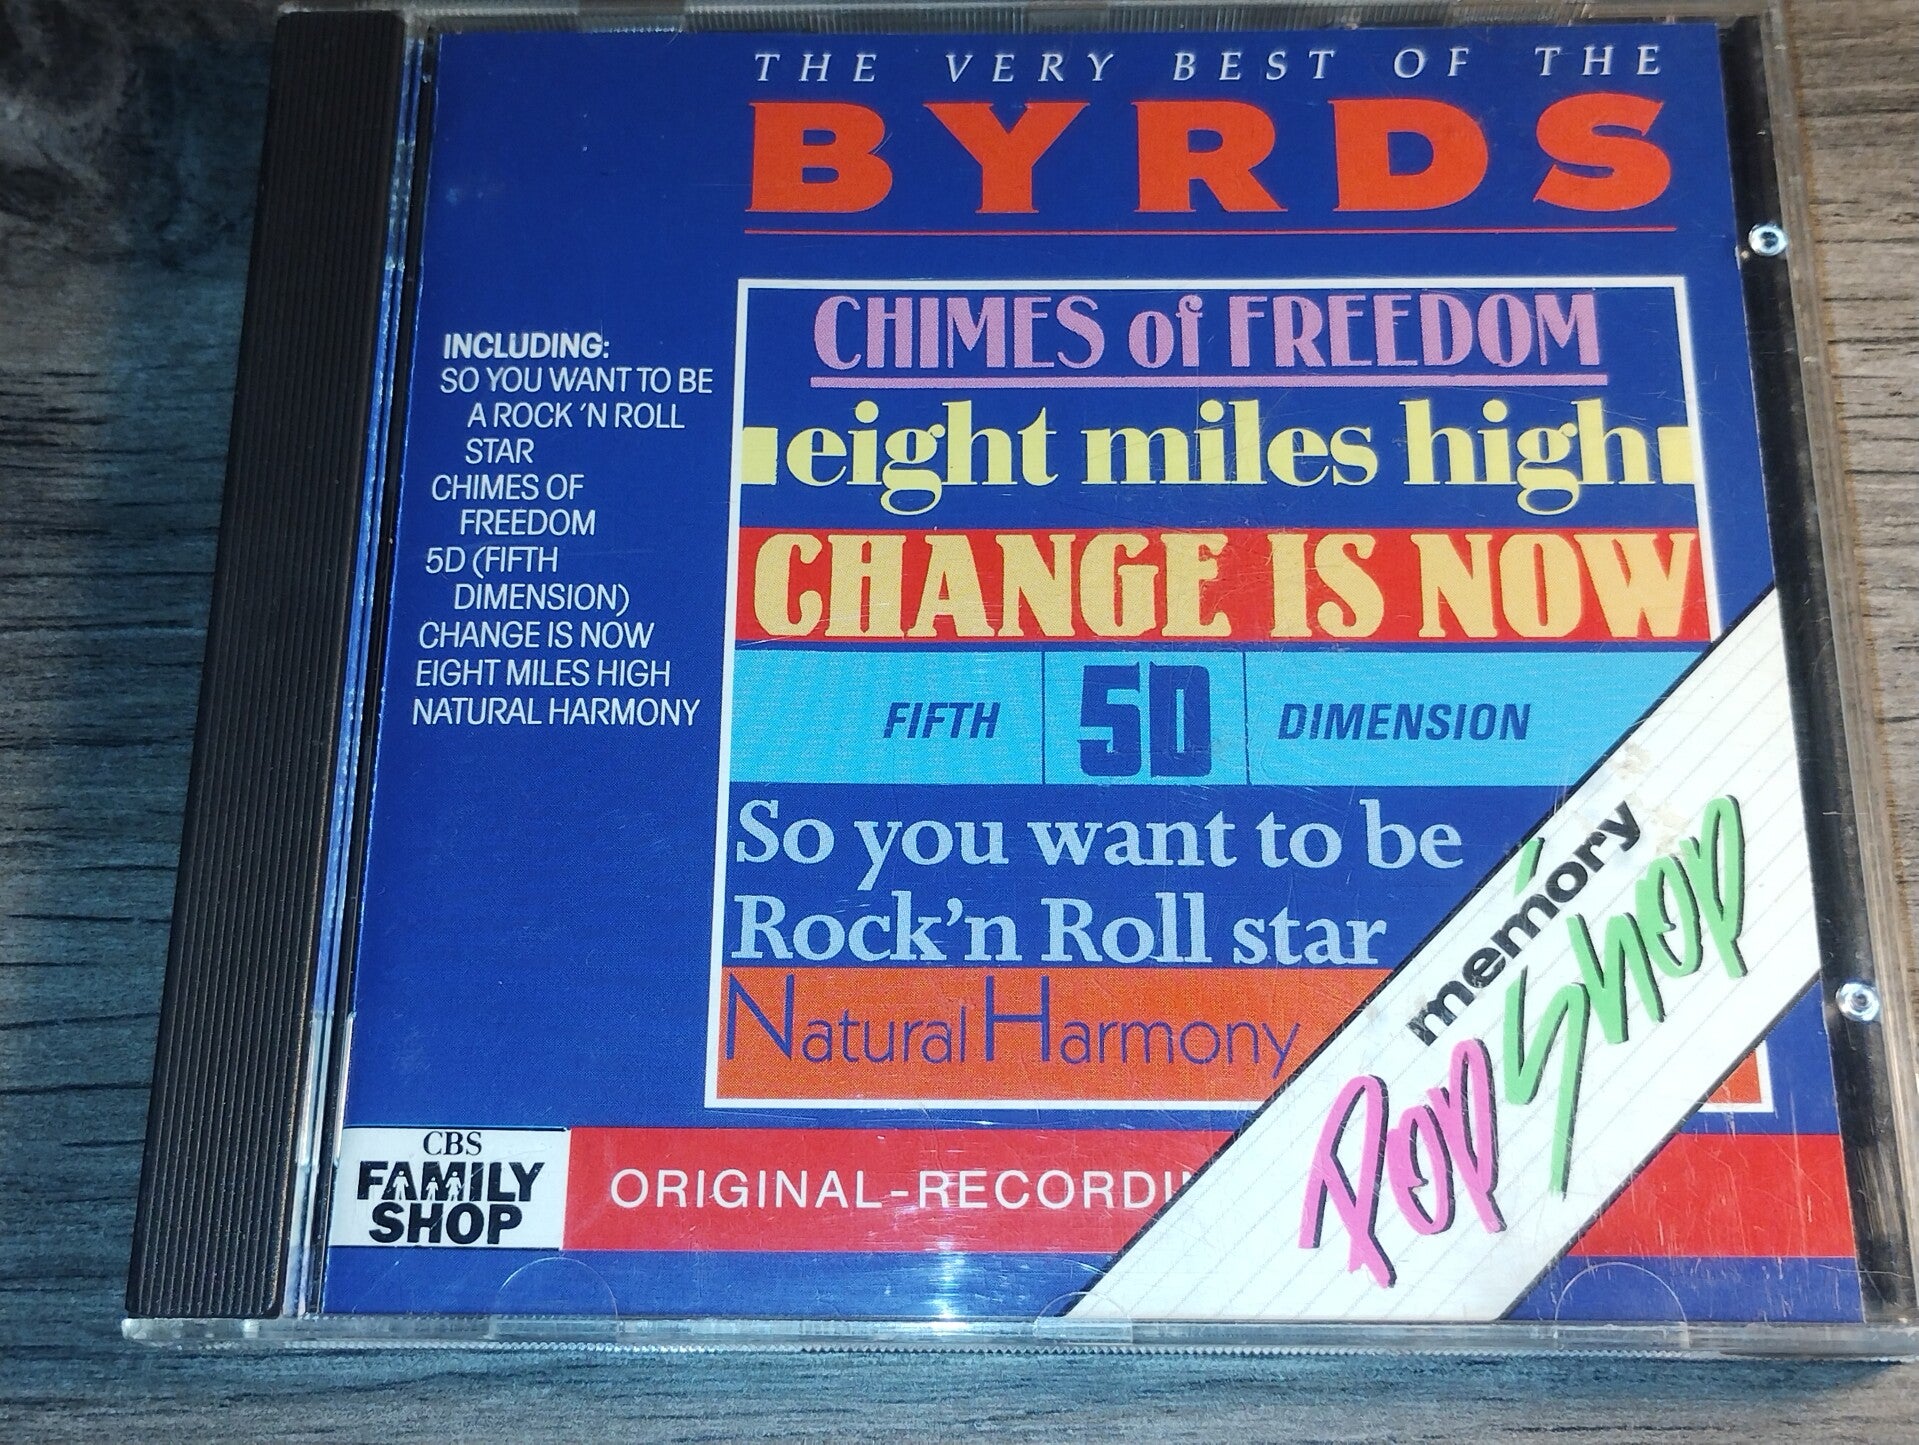 THE VERY BEST OF THE
BYRDS
INCLUDING:
SO YOU WANT TO BE
A ROCK 'N ROLL
STAR
CHIMES OF
FREEDOM
5D (FIFTH
DIMENSION)
CHANGE IS NOW
EIGHT MILES HIGH
NATURAL HARMONY
CHIMES of FREEDOM
eight miles high
CHANGE IS NOW
FIFTH 5D DIMENSION
So you want to be
Rock'n Roll star
Natural Harmony
memory
Pop Shop
CBS
FAMILY
SHOP
ORIGINAL-RECORDI